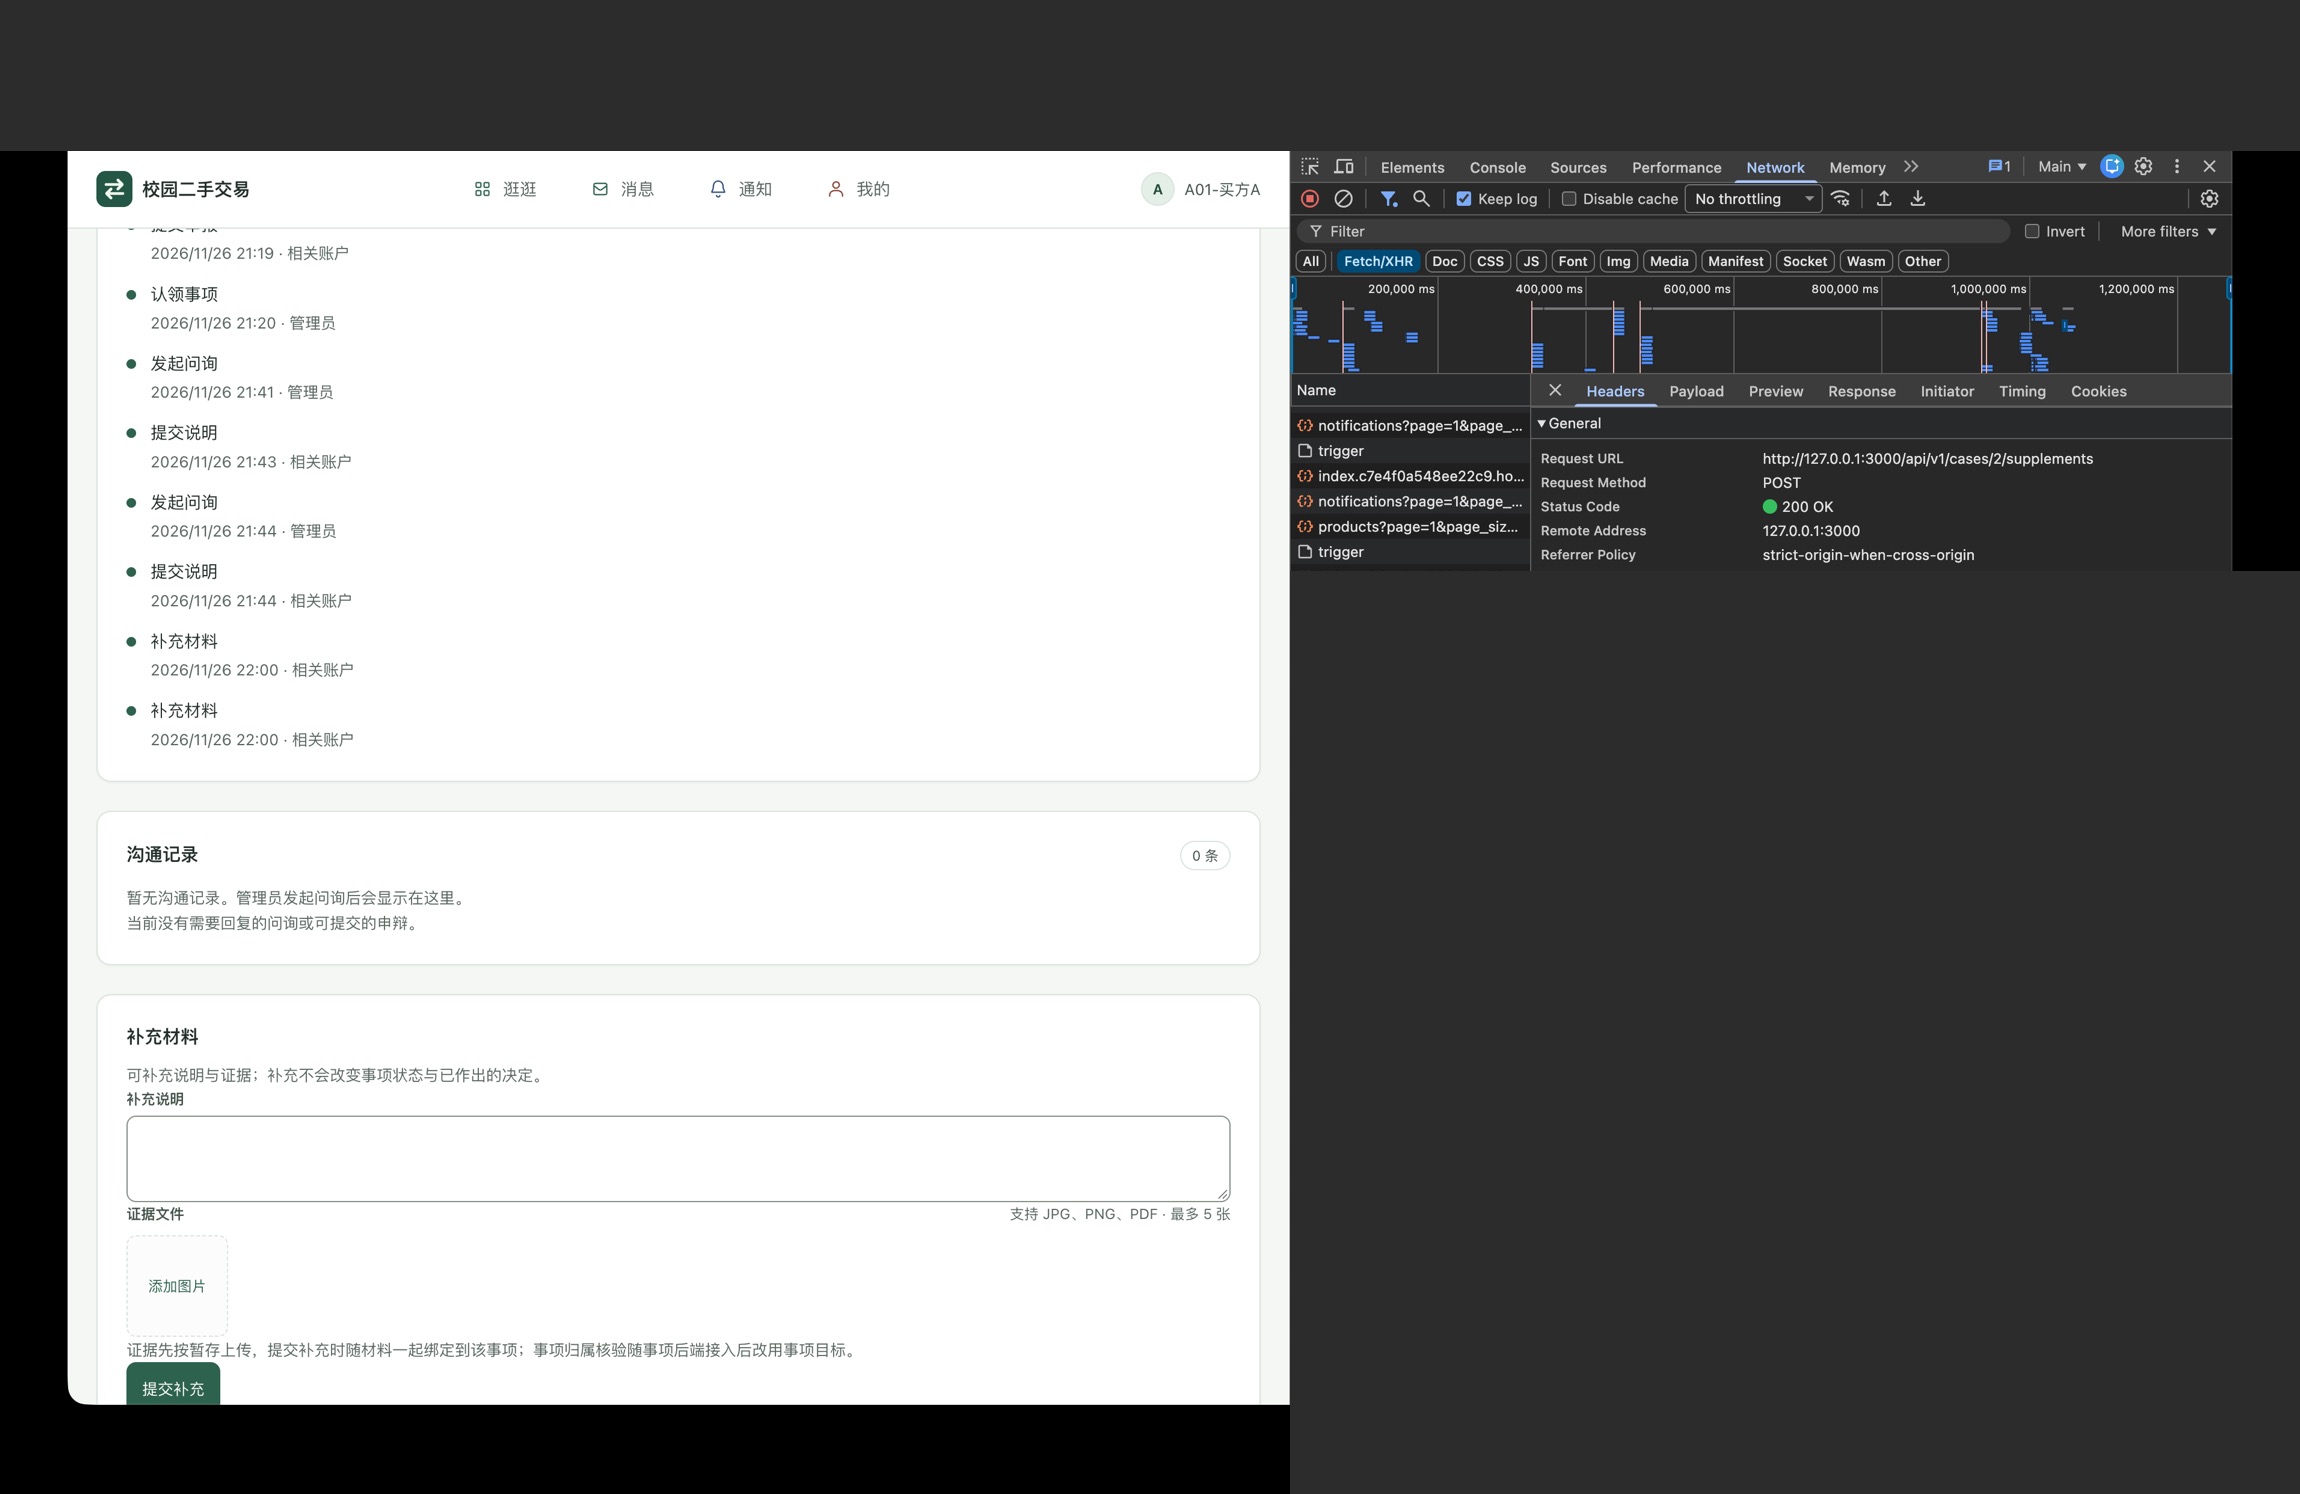 校园二手交易
逛逛
消息
通知
我的
A
A01-买方A
2026/11/26 21:19 · 相关账户
认领事项
2026/11/26 21:20 · 管理员
发起问询
2026/11/26 21:41 · 管理员
提交说明
2026/11/26 21:43 · 相关账户
发起问询
2026/11/26 21:44 · 管理员
提交说明
2026/11/26 21:44 · 相关账户
补充材料
2026/11/26 22:00 · 相关账户
补充材料
2026/11/26 22:00 · 相关账户
沟通记录
0 条
暂无沟通记录。管理员发起问询后会显示在这里。
当前没有需要回复的问询或可提交的申辩。
补充材料
可补充说明与证据；补充不会改变事项状态与已作出的决定。
补充说明
证据文件
支持 JPG、PNG、PDF · 最多 5 张
添加图片
证据先按暂存上传，提交补充时随材料一起绑定到该事项；事项归属核验随事项后端接入后改用事项目标。
提交补充
Elements
Console
Sources
Performance
Network
Memory
1
Main
Keep log
Disable cache
No throttling
Filter
Invert
More filters
All
Fetch/XHR
Doc
CSS
JS
Font
Img
Media
Manifest
Socket
Wasm
Other
200,000 ms
400,000 ms
600,000 ms
800,000 ms
1,000,000 ms
1,200,000 ms
Name
notifications?page=1&page_...
trigger
index.c7e4f0a548ee22c9.ho...
notifications?page=1&page_...
products?page=1&page_siz...
trigger
Headers
Payload
Preview
Response
Initiator
Timing
Cookies
General
Request URL
http://127.0.0.1:3000/api/v1/cases/2/supplements
Request Method
POST
Status Code
200 OK
Remote Address
127.0.0.1:3000
Referrer Policy
strict-origin-when-cross-origin